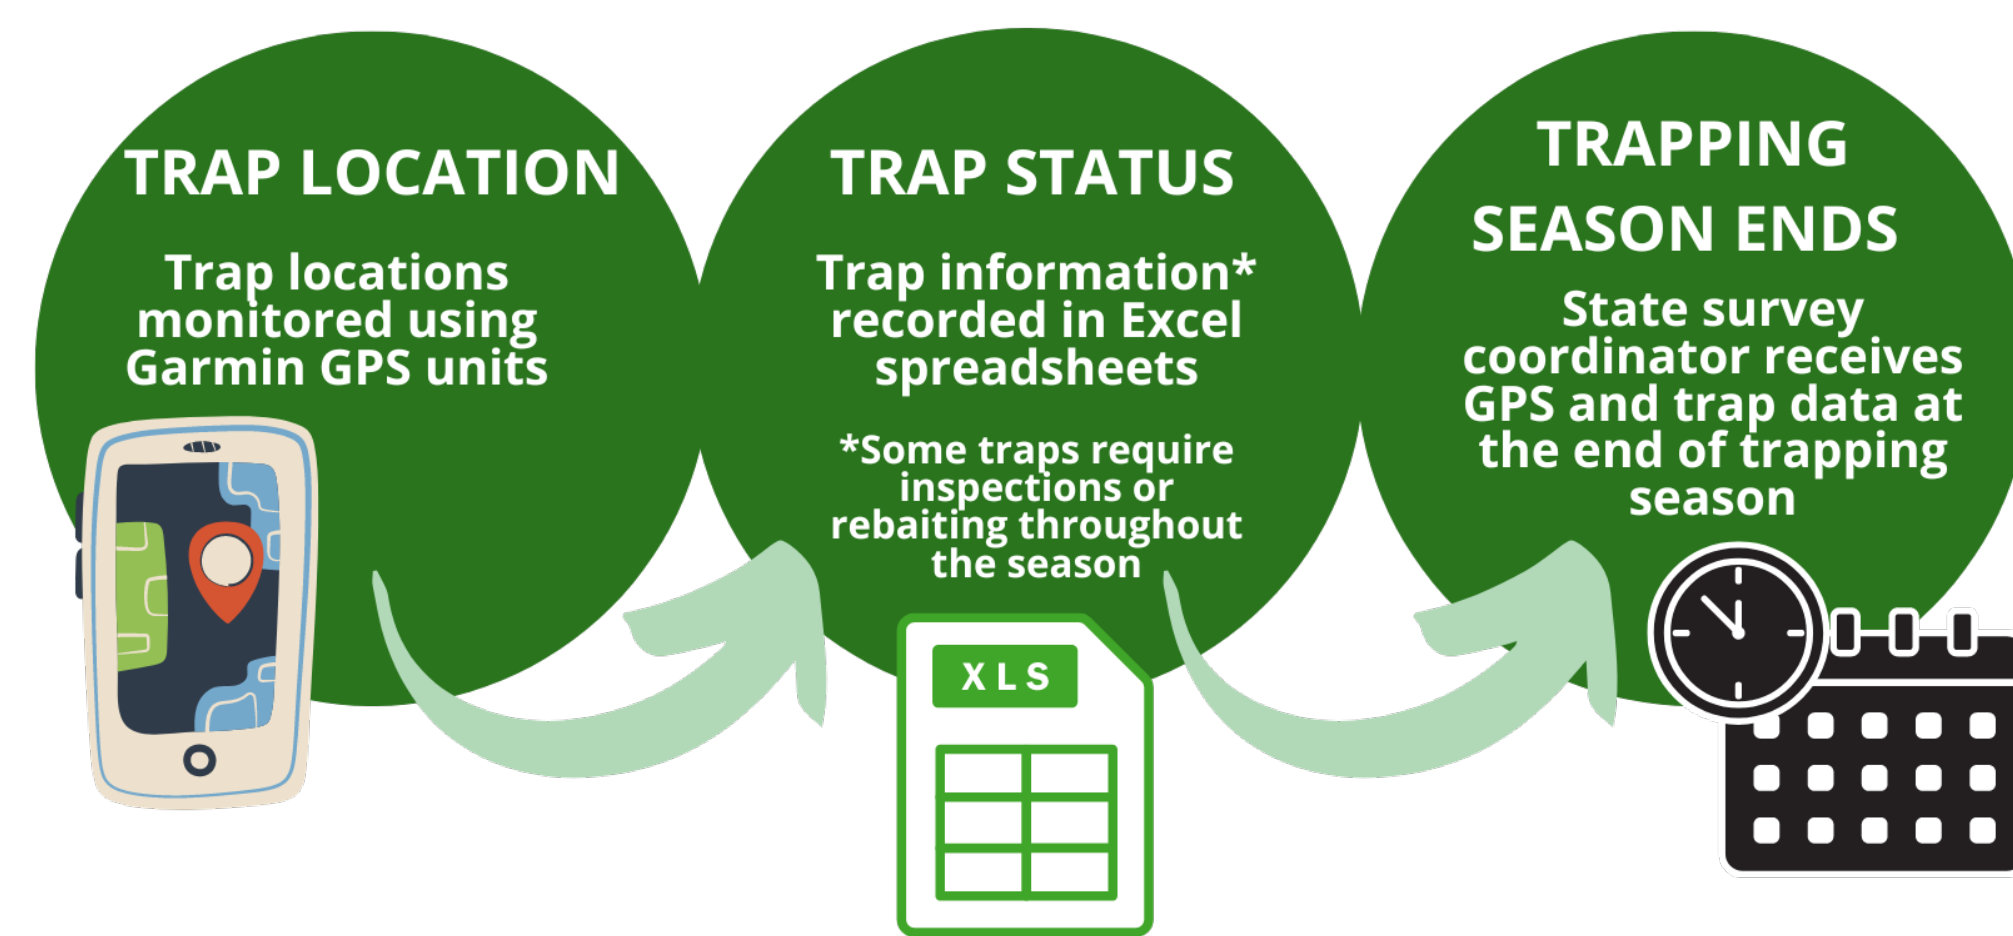 TRAP LOCATION
Trap locations
monitored using
Garmin GPS units
TRAP STATUS
Trap information*
recorded in Excel
spreadsheets
*Some traps require
inspections or
rebaiting throughout
the season
XLS
TRAPPING
SEASON ENDS
State survey
coordinator receives
GPS and trap data at
the end of trapping
season